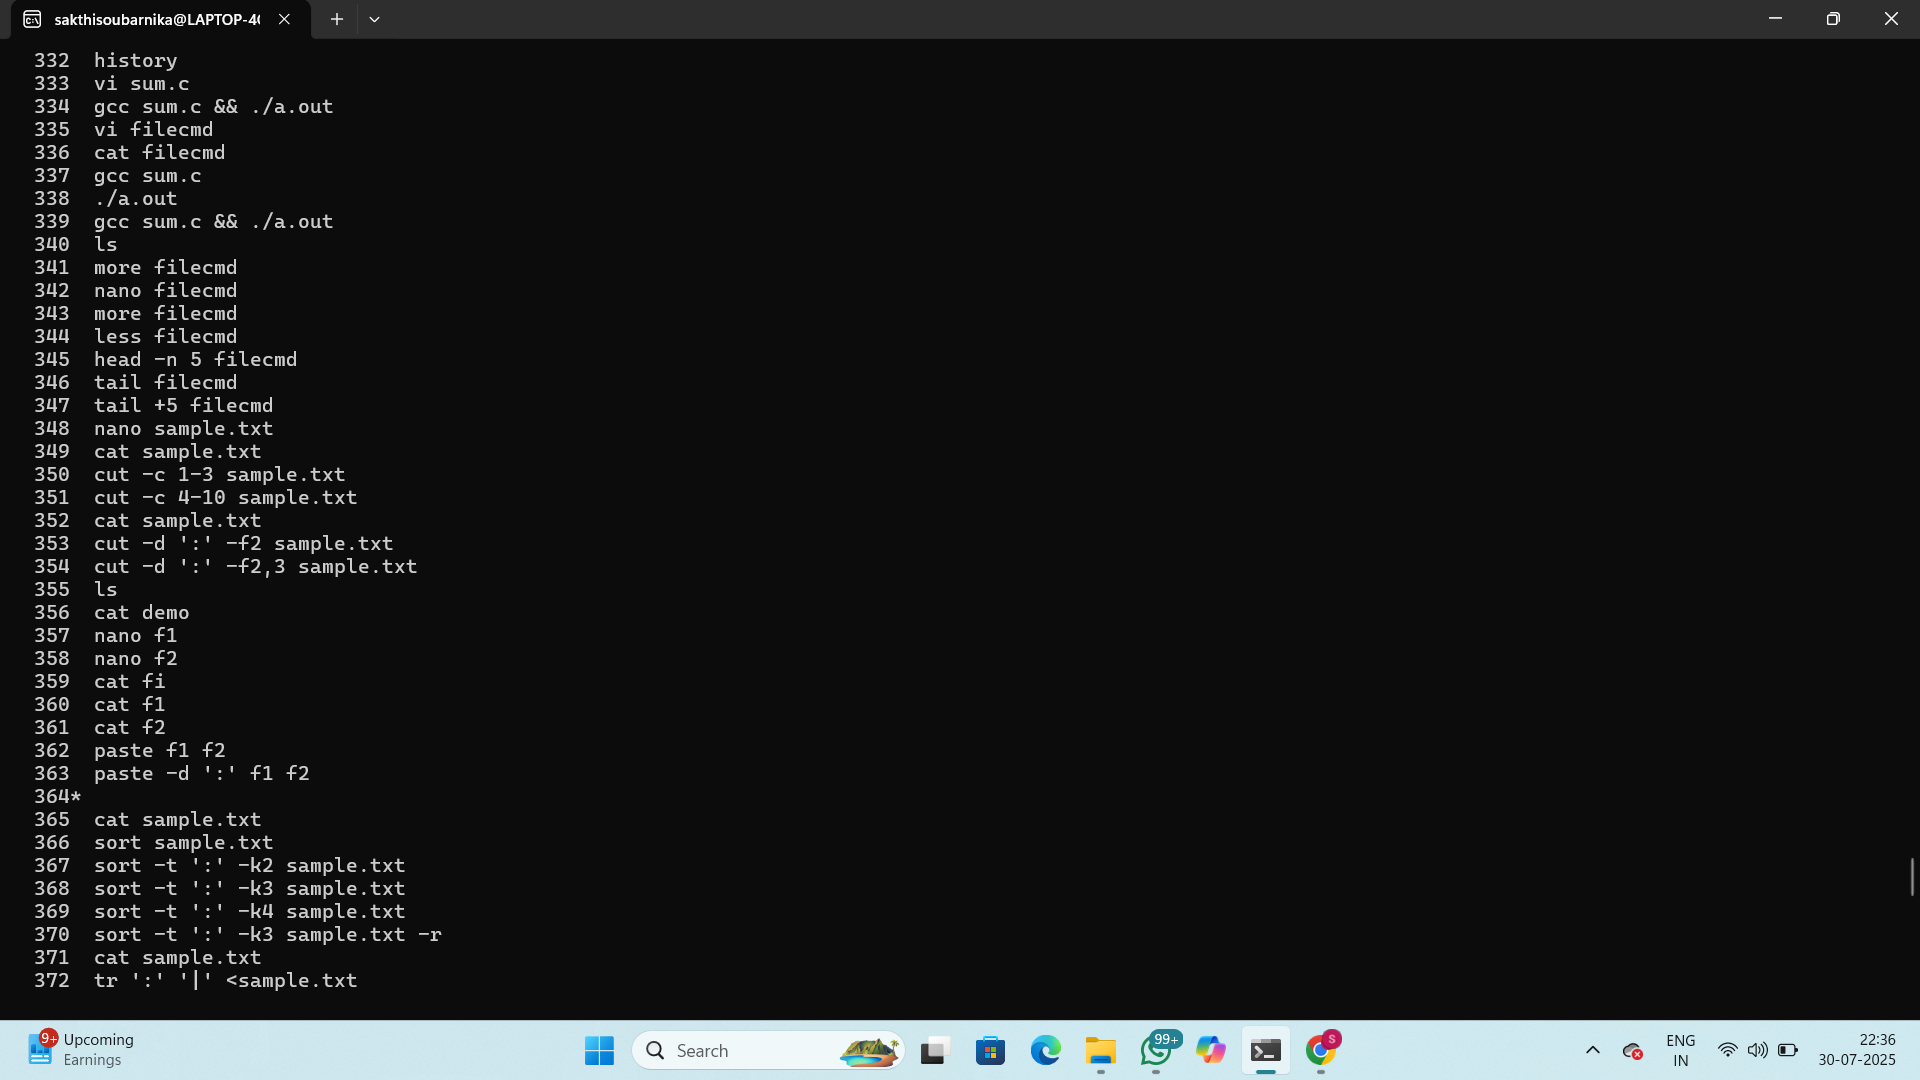 sakthisoubarnika@LAPTOP-4
332 history
333 vi sum.c
334 gcc sum.c && ./a.out
335 vi filecmd
336 cat filecmd
337 gcc sum.c
338 ./a.out
339 gcc sum.c && ./a.out
340 ls
341 more filecmd
342 nano filecmd
343 more filecmd
344 less filecmd
345 head -n 5 filecmd
346 tail filecmd
347 tail +5 filecmd
348 nano sample.txt
349 cat sample.txt
350 cut -c 1-3 sample.txt
351 cut -c 4-10 sample.txt
352 cat sample.txt
353 cut -d ':' -f2 sample.txt
354 cut -d ':' -f2,3 sample.txt
355 ls
356 cat demo
357 nano f1
358 nano f2
359 cat fi
360 cat f1
361 cat f2
362 paste f1 f2
363 paste -d ':' f1 f2
364*
365 cat sample.txt
366 sort sample.txt
367 sort -t ':' -k2 sample.txt
368 sort -t ':' -k3 sample.txt
369 sort -t ':' -k4 sample.txt
370 sort -t ':' -k3 sample.txt -r
371 cat sample.txt
372 tr ':' '|' <sample.txt
9+ Upcoming
Earnings
Search
99+
S
ENG
IN
22:36
30-07-2025